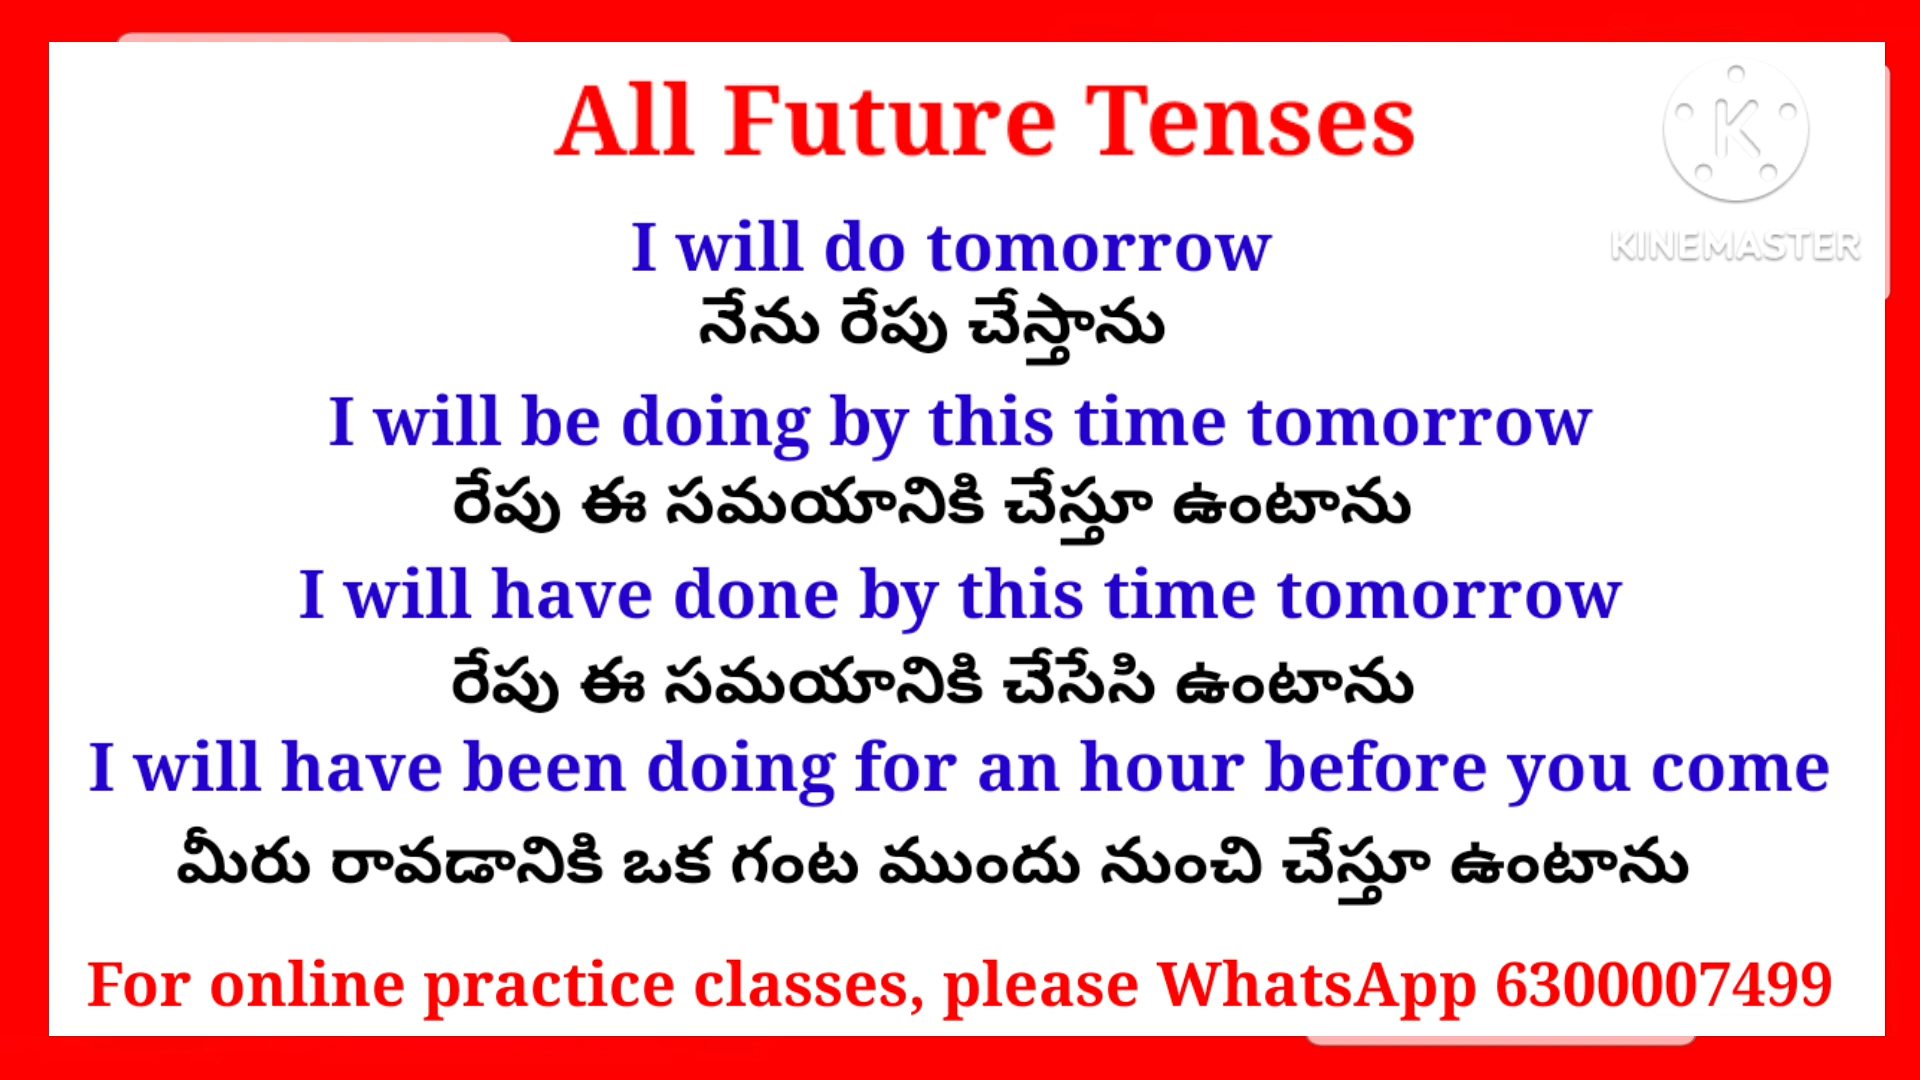 All Future Tenses
KINEMASTER
I will do tomorrow
నేను రేపు చేస్తాను
I will be doing by this time tomorrow
రేపు ఈ సమయానికి చేస్తూ ఉంటాను
I will have done by this time tomorrow
రేపు ఈ సమయానికి చేసేసి ఉంటాను
I will have been doing for an hour before you come
మీరు రావడానికి ఒక గంట ముందు నుంచి చేస్తూ ఉంటాను
For online practice classes, please WhatsApp 6300007499